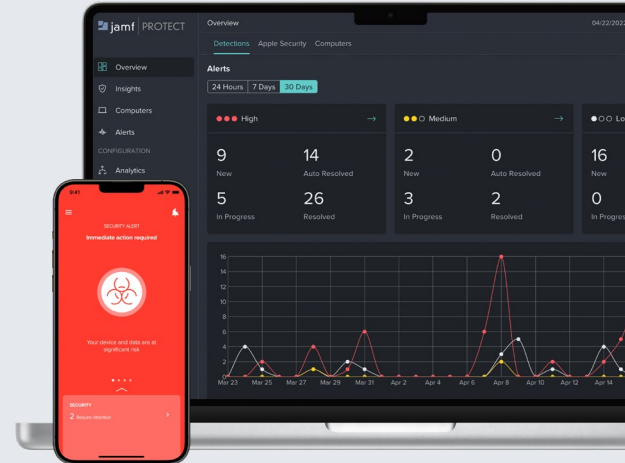 jamf PROTECT
Overview
04/22/2022
Detections Apple Security Computers
Overview
Insights
Computers
Alerts
CONFIGURATION
Analytics
Alerts
24 Hours 7 Days 30 Days
High
9 14
New Auto Resolved
5 26
In Progress Resolved
Medium
2 0
New Auto Resolved
3 2
In Progress Resolved
Lo
16
New
0
In Progres
16
14
12
10
8
6
4
2
0
Mar 23 Mar 25 Mar 27 Mar 29 Mar 31 Apr 2 Apr 4 Apr 6 Apr 8 Apr 10 Apr 12 Apr 14
9:41
SECURITY ALERT
Immediate action required
Your device and data are at
significant risk
SECURITY
2 Require attention